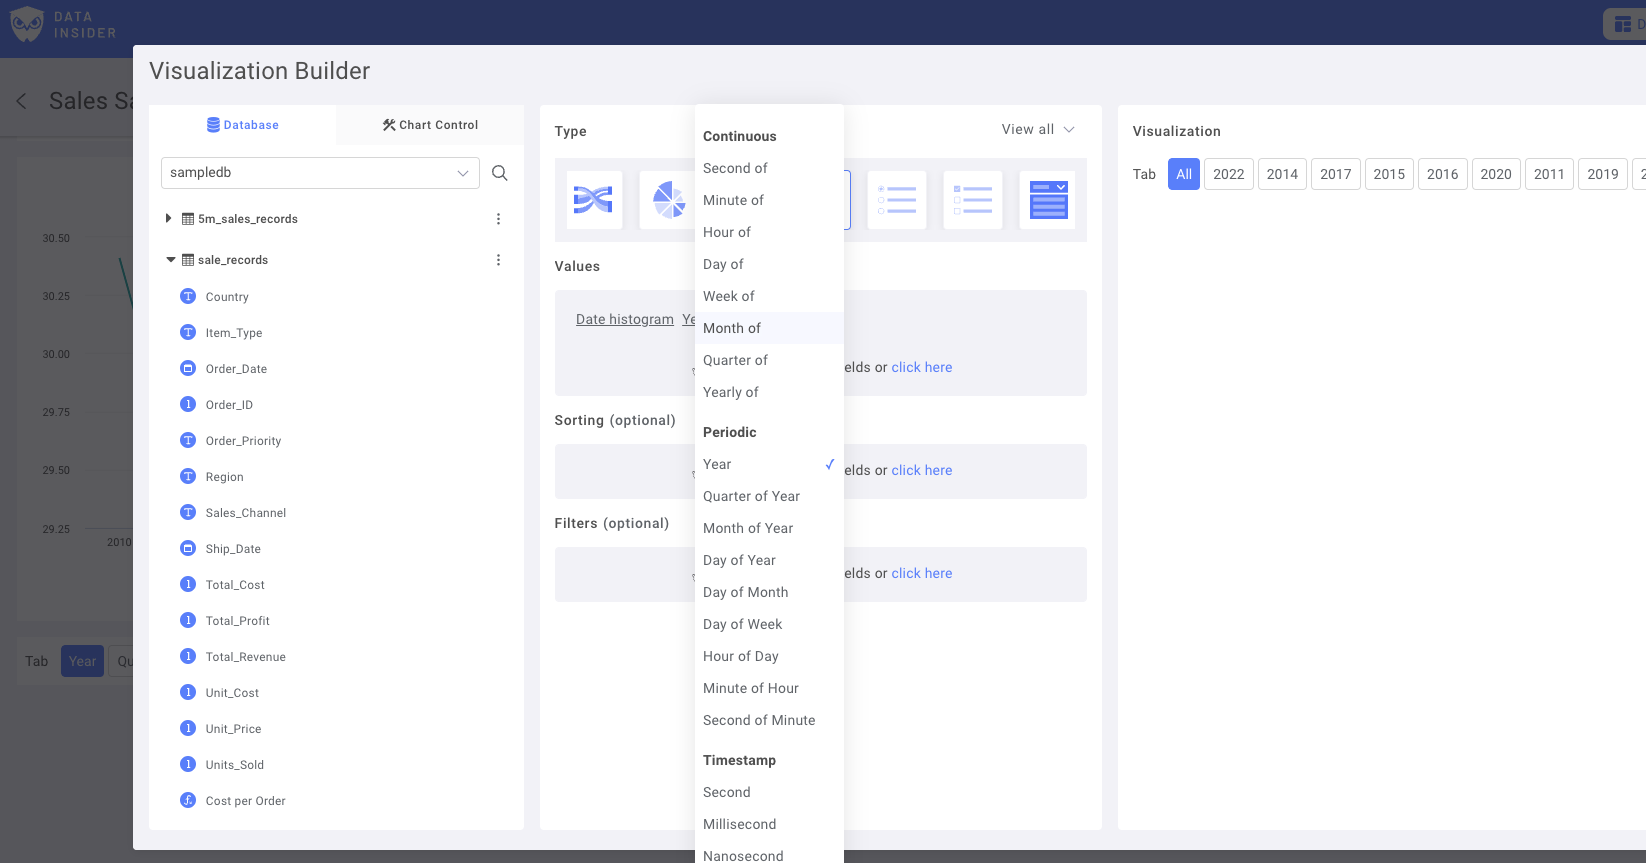 DATA
INSIDER
D
Visualization Builder
Sales Sa
Database
Chart Control
sampledb
5m_sales_records
sale_records
Country
Item_Type
Order_Date
Order_ID
Order_Priority
Region
Sales_Channel
Ship_Date
Total_Cost
Total_Profit
Total_Revenue
Unit_Cost
Unit_Price
Units_Sold
Cost per Order
30.50
30.25
30.00
29.75
29.50
29.25
2010
Tab Year Qu
Type
View all
Values
Date histogram Ye
elds or click here
Sorting (optional)
elds or click here
Filters (optional)
elds or click here
Continuous
Second of
Minute of
Hour of
Day of
Week of
Month of
Quarter of
Yearly of
Periodic
Year
Quarter of Year
Month of Year
Day of Year
Day of Month
Day of Week
Hour of Day
Minute of Hour
Second of Minute
Timestamp
Second
Millisecond
Nanosecond
Visualization
Tab All 2022 2014 2017 2015 2016 2020 2011 2019 2